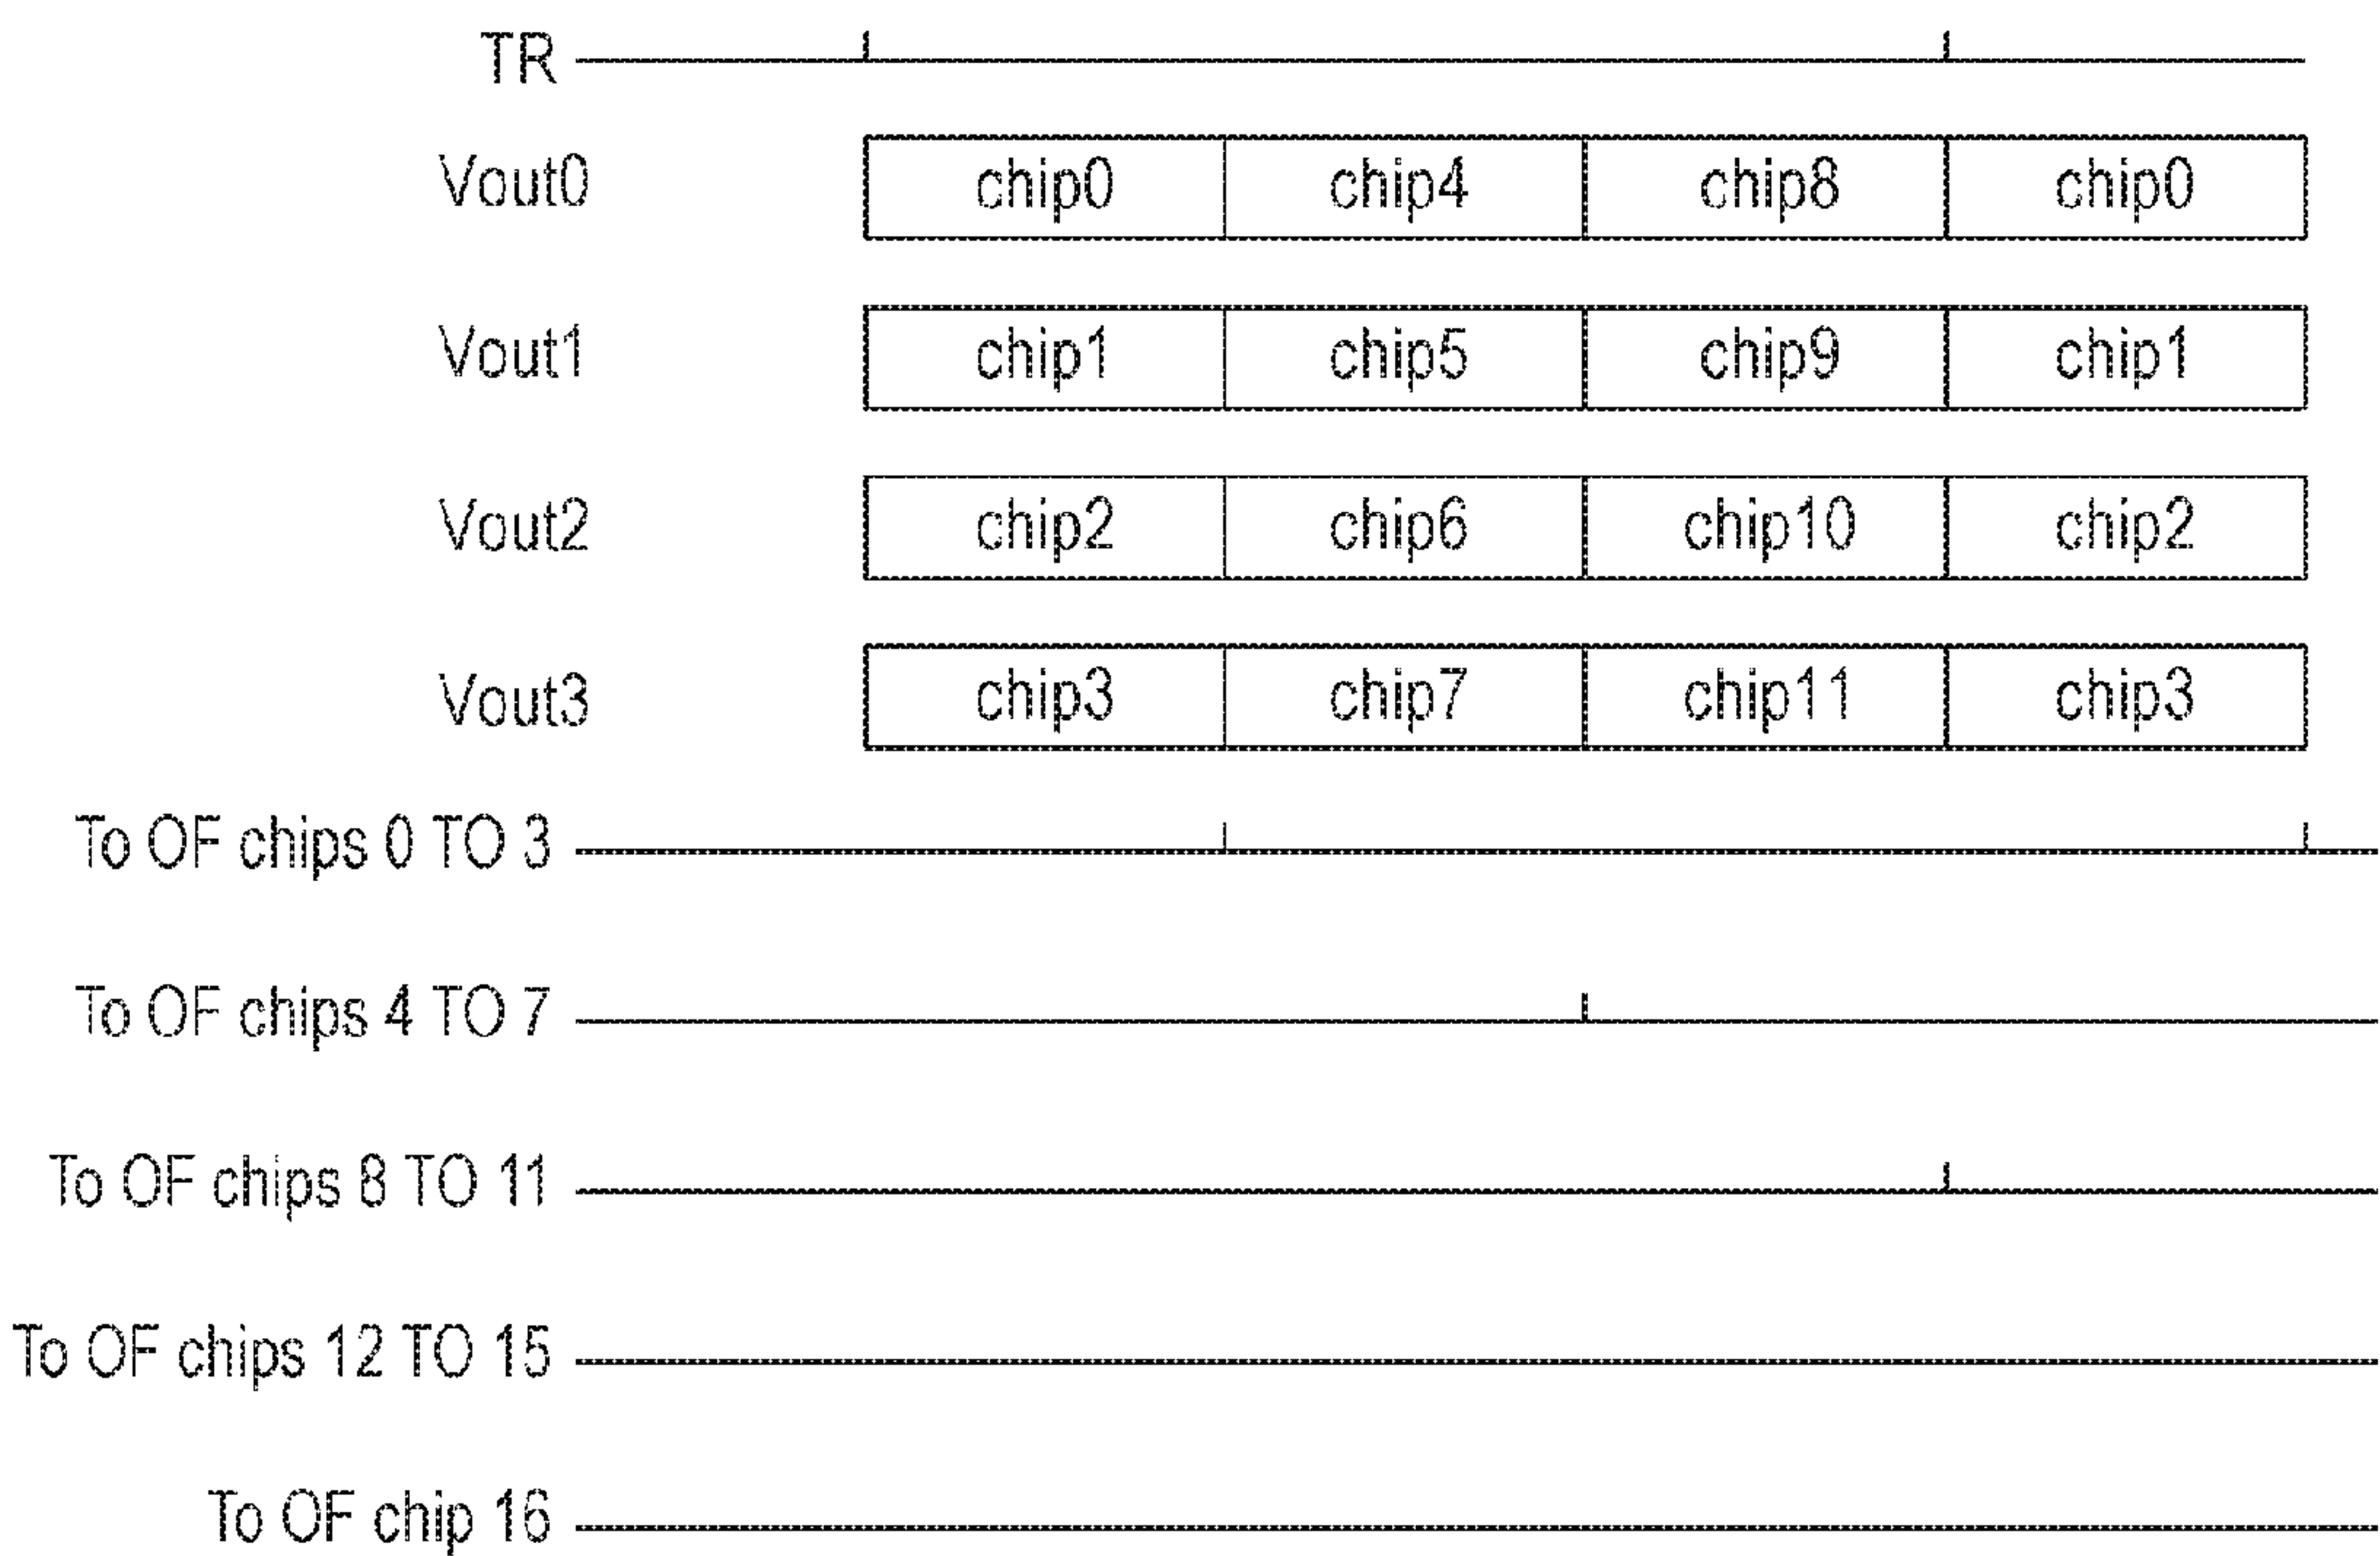 TR
Vout0 chip0 chip4 chip8 chip0
Vout1 chip1 chip5 chip9 chip1
Vout2 chip2 chip6 chip10 chip2
Vout3 chip3 chip7 chip11 chip3
To OF chips 0 TO 3
To OF chips 4 TO 7
To OF chips 8 TO 11
To OF chips 12 TO 15
To OF chip 16